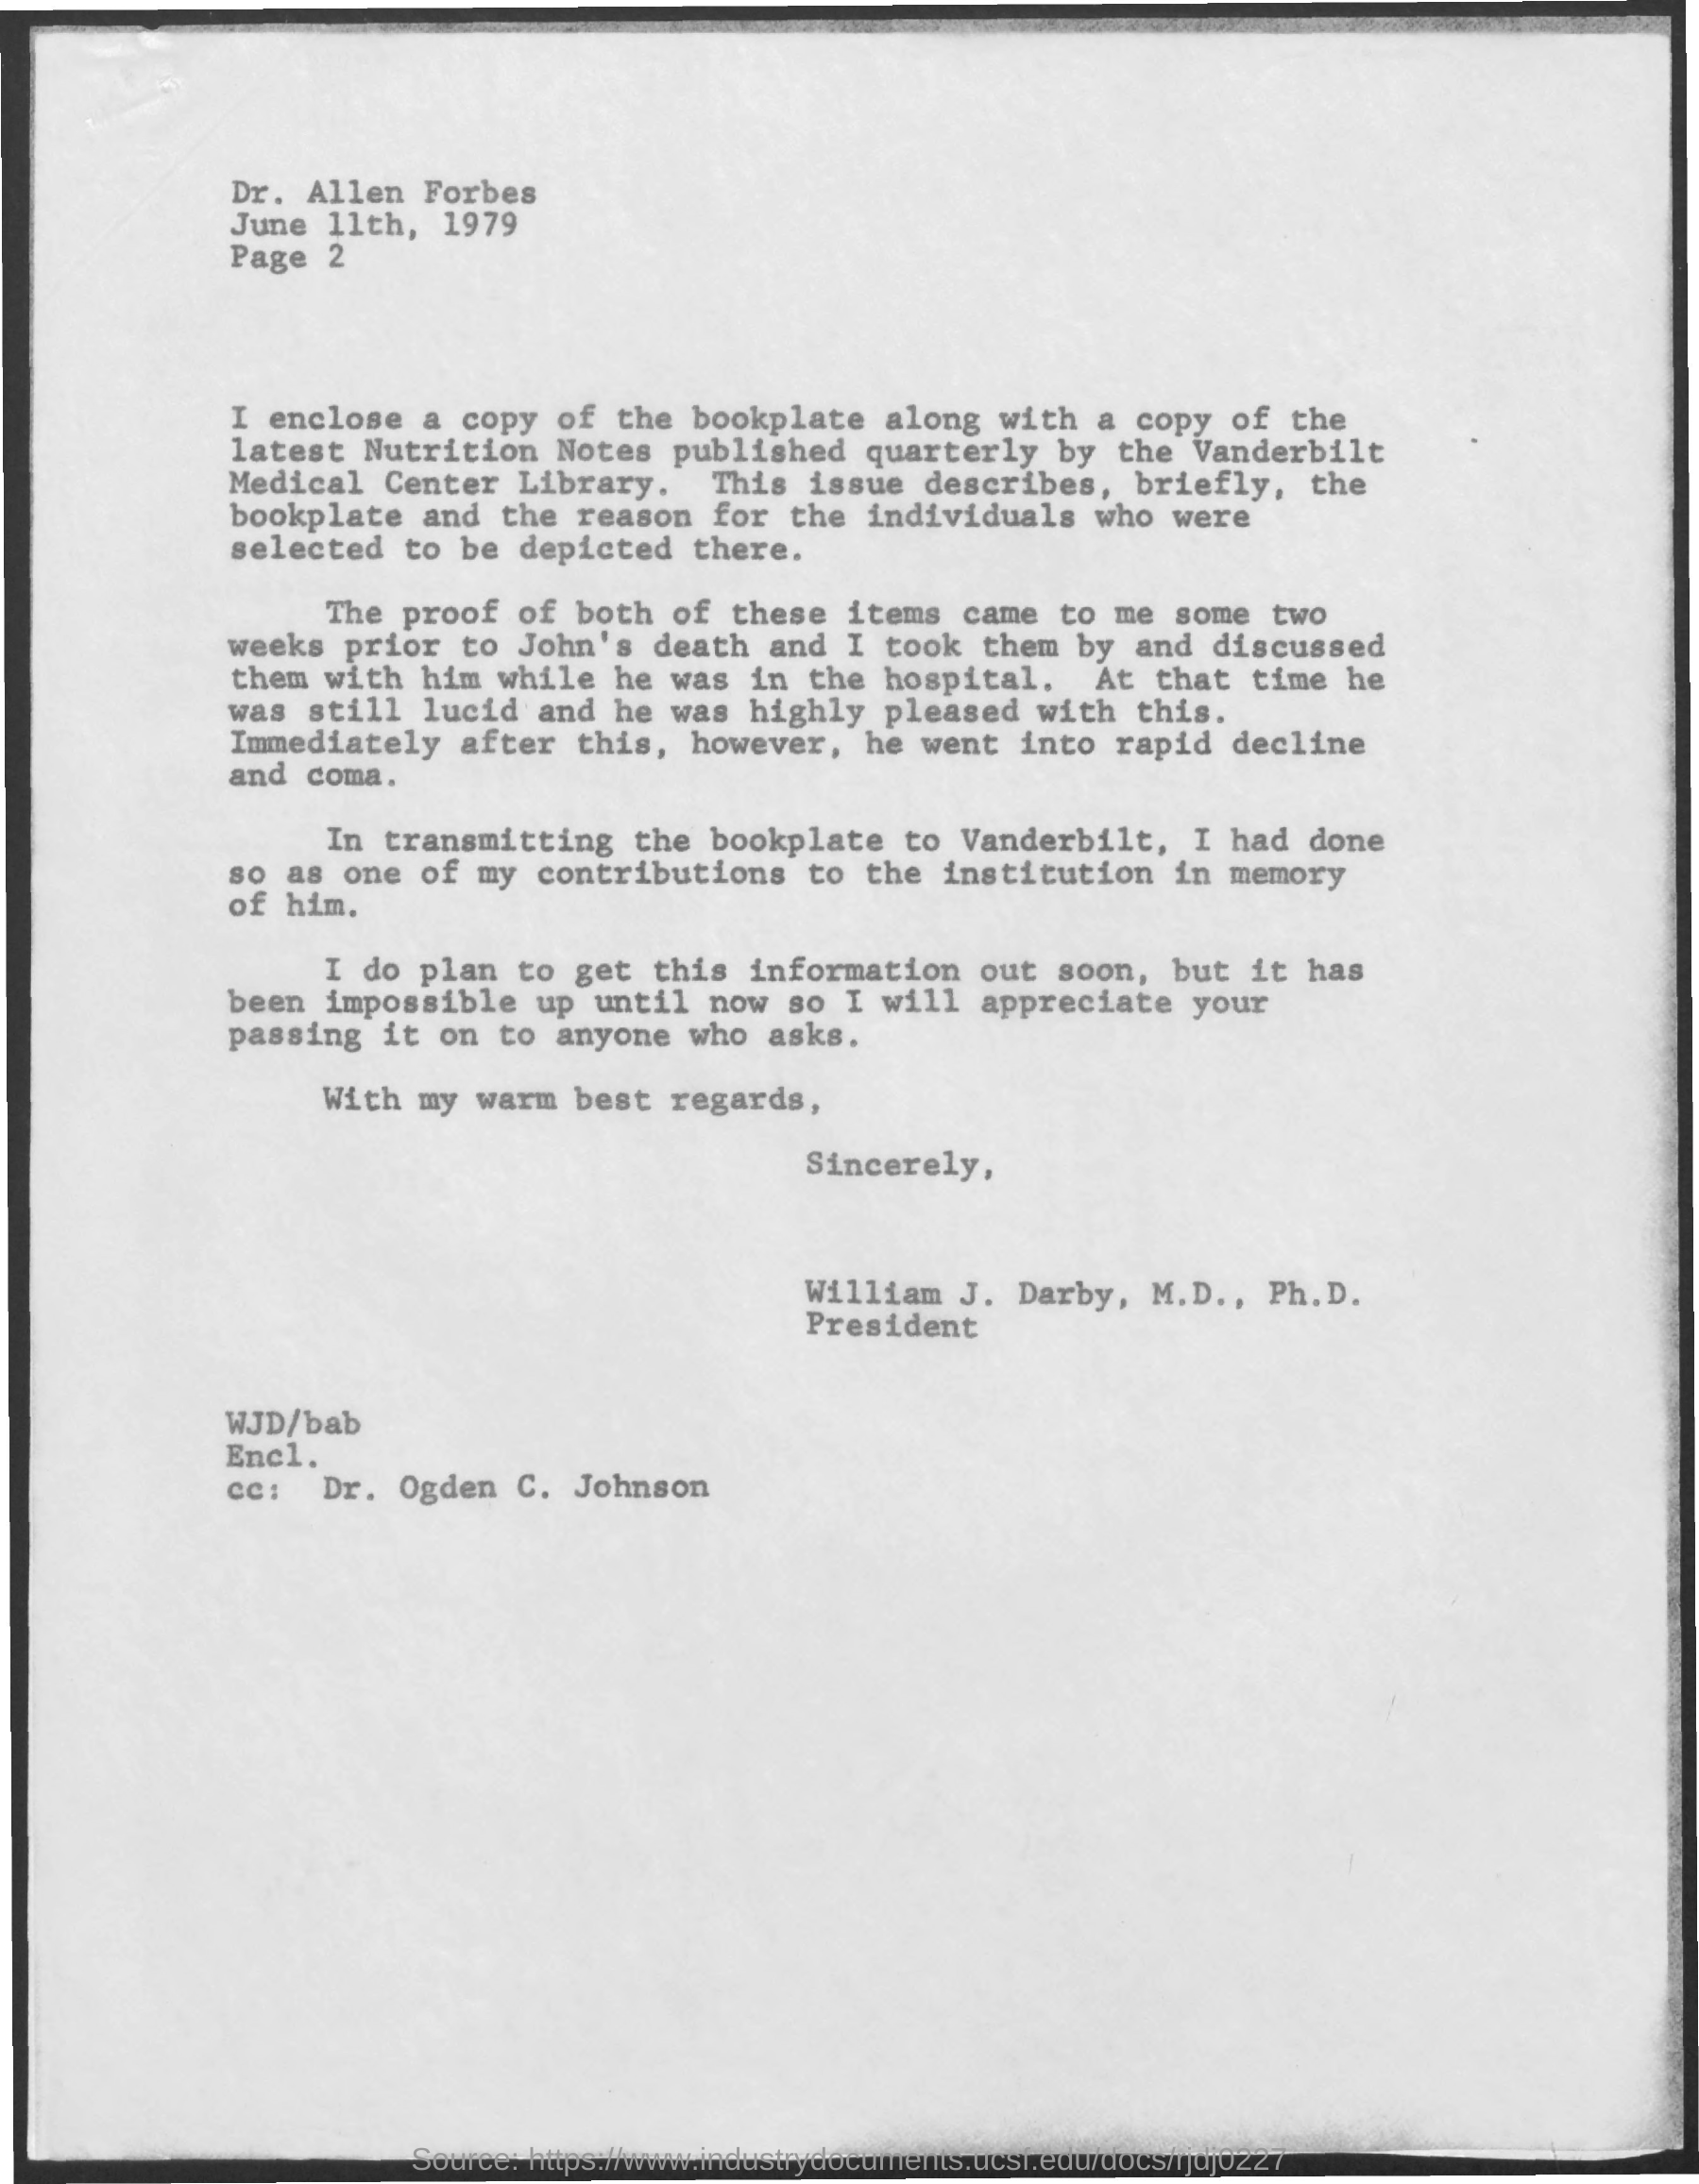 Dr. Allen Forbes
June 11th, 1979
Page 2
I enclose a copy of the bookplate along with a copy of the
latest Nutrition Notes published quarterly by the Vanderbilt
Medical Center Library. This issue describes, briefly, the
bookplate and the reason for the individuals who were
selected to be depicted there.
The proof of both of these items came to me some two
weeks prior to John's death and I took them by and discussed
them with him while he was in the hospital. At that time he
was still lucid and he was highly pleased with this.
Immediately after this, however, he went into rapid decline
and coma.
In transmitting the bookplate to Vanderbilt, I had done
so as one of my contributions to the institution in memory
of him.
I do plan to get this information out soon, but it has
been impossible up until now so I will appreciate your
passing it on to anyone who asks.
With my warm best regards,
Sincerely,
William J. Darby, M.D., Ph.D.
President
WJD/bab
Encl.
cc: Dr. Ogden C. Johnson
Source: https://www.industrydocuments.ucsf.edu/docs/rjdj0227